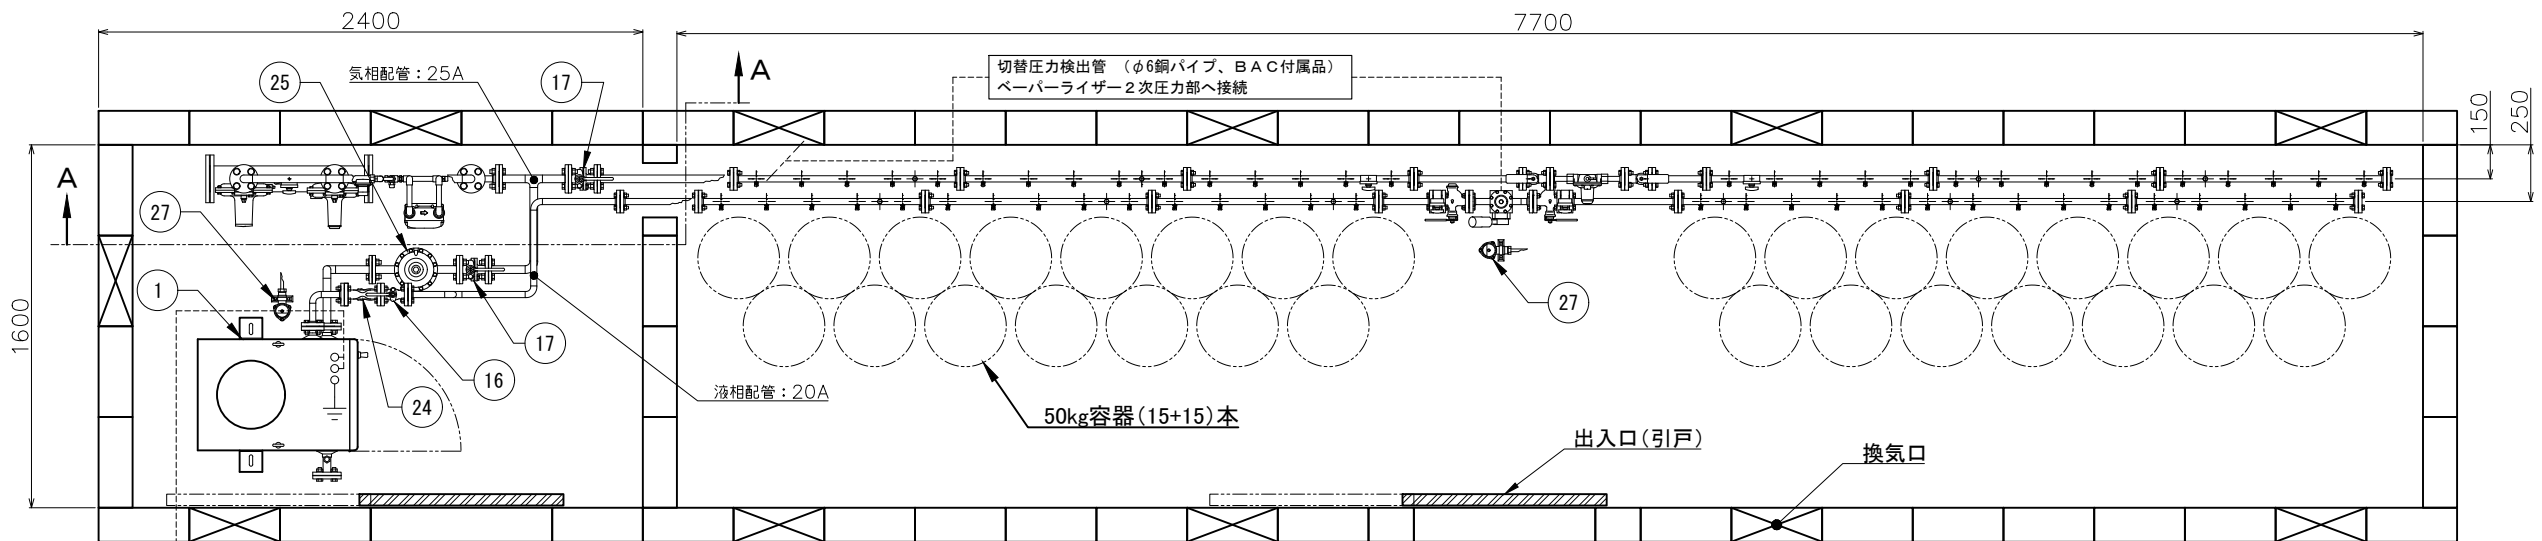 2400
7700
気相配管：25A
25
17
A
切替圧力検出管　（φ6銅パイプ、ＢＡＣ付属品）
ベーパーライザー２次圧力部へ接続
150
250
A
27
1
1600
17
16
24
液相配管：20A
50kg容器(15+15)本
27
出入口(引戸)
換気口